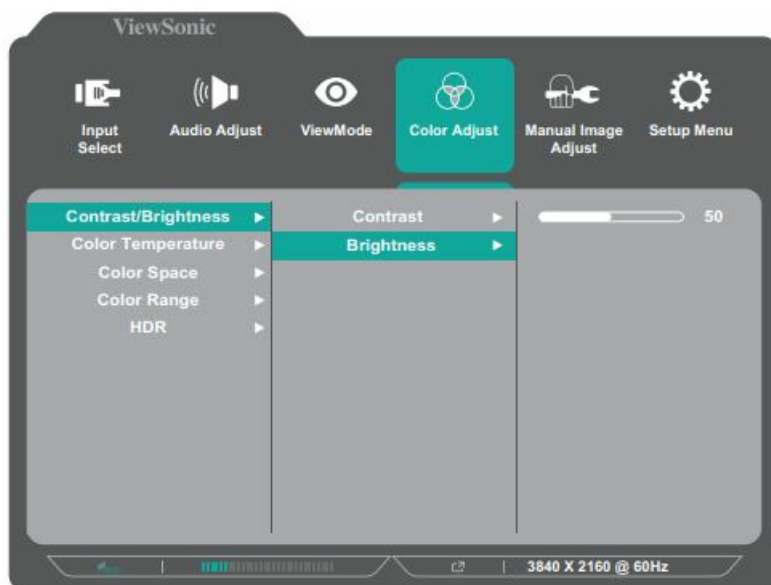 ViewSonic
Input Select
Audio Adjust
ViewMode
Color Adjust
Manual Image Adjust
Setup Menu
Contrast/Brightness
Color Temperature
Color Space
Color Range
HDR
Contrast
Brightness
50
3840 X 2160 @ 60Hz